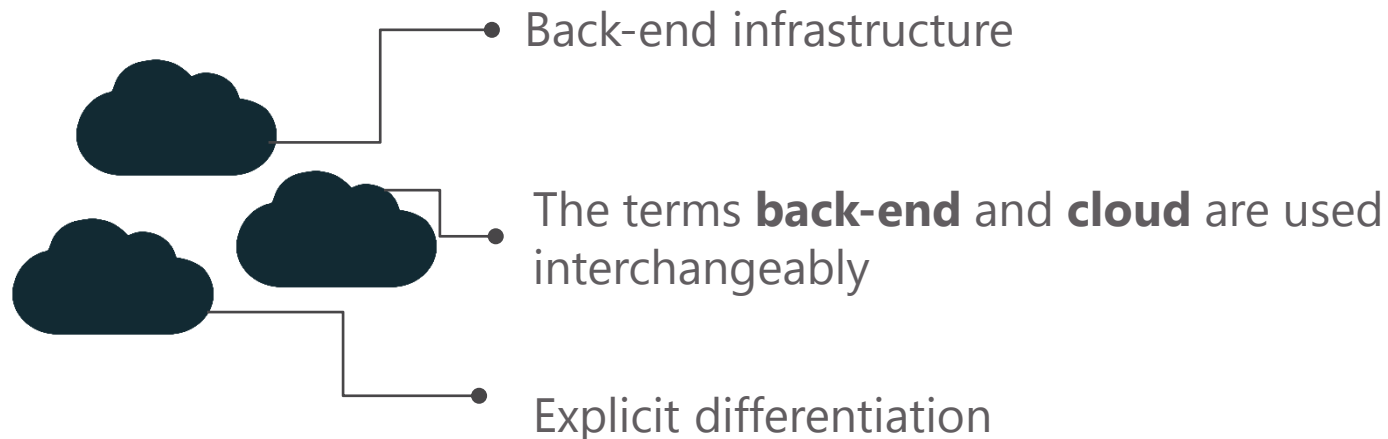 Back-end infrastructure
The terms back-end and cloud are used
interchangeably
Explicit differentiation